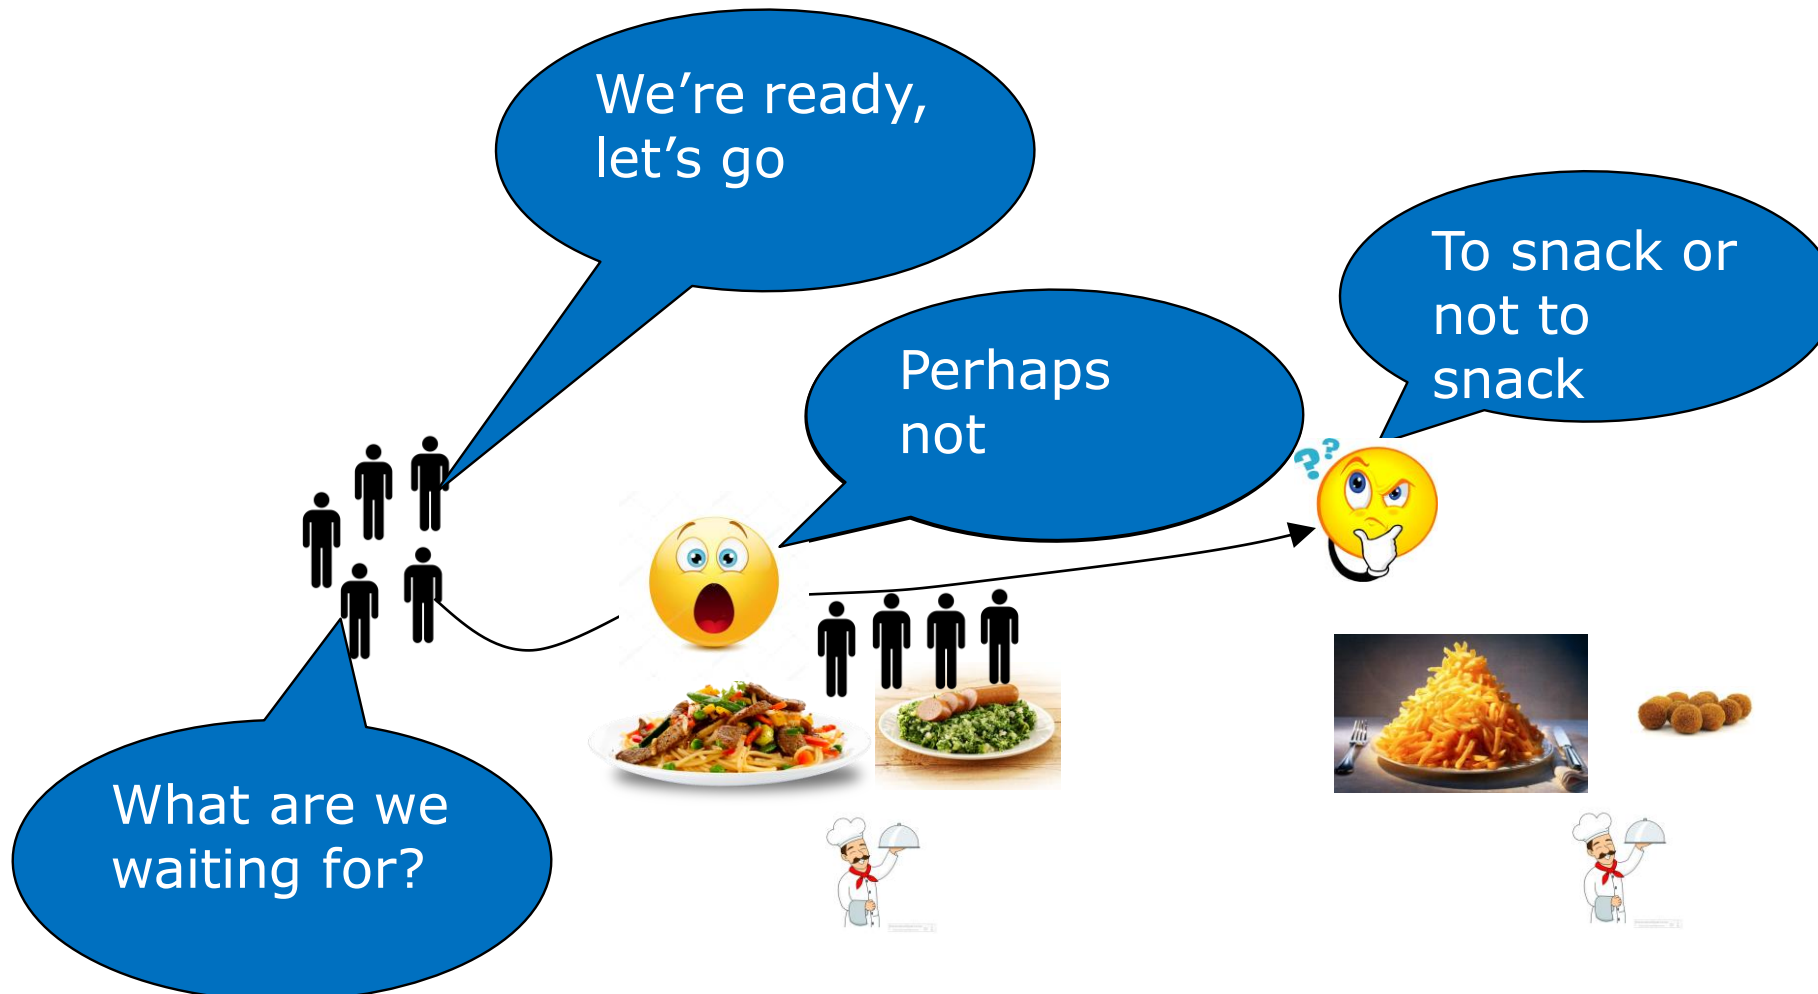 We’re ready,
let’s go
To snack or
not to
snack
Perhaps
not
What are we
waiting for?